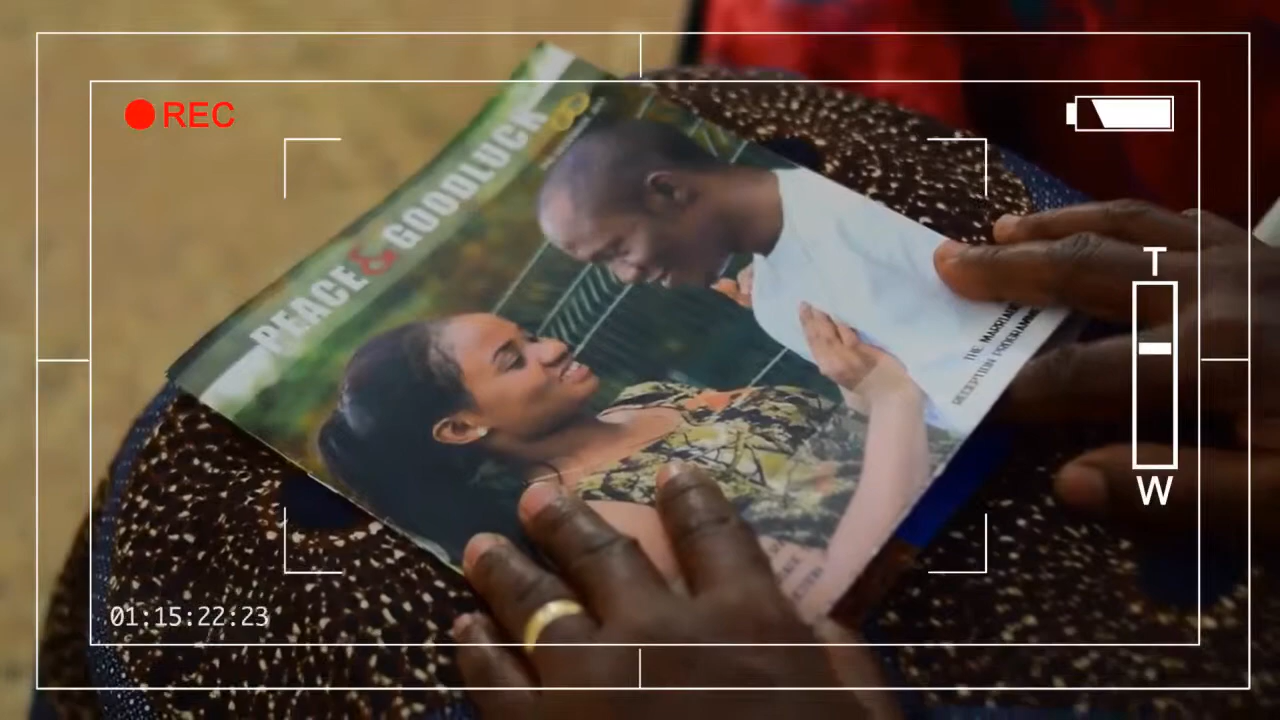 REC
PEACE & GOODLUCK
T
THE MARRIAGE
RECEPTION PROGRAMME
W
01:15:22:23